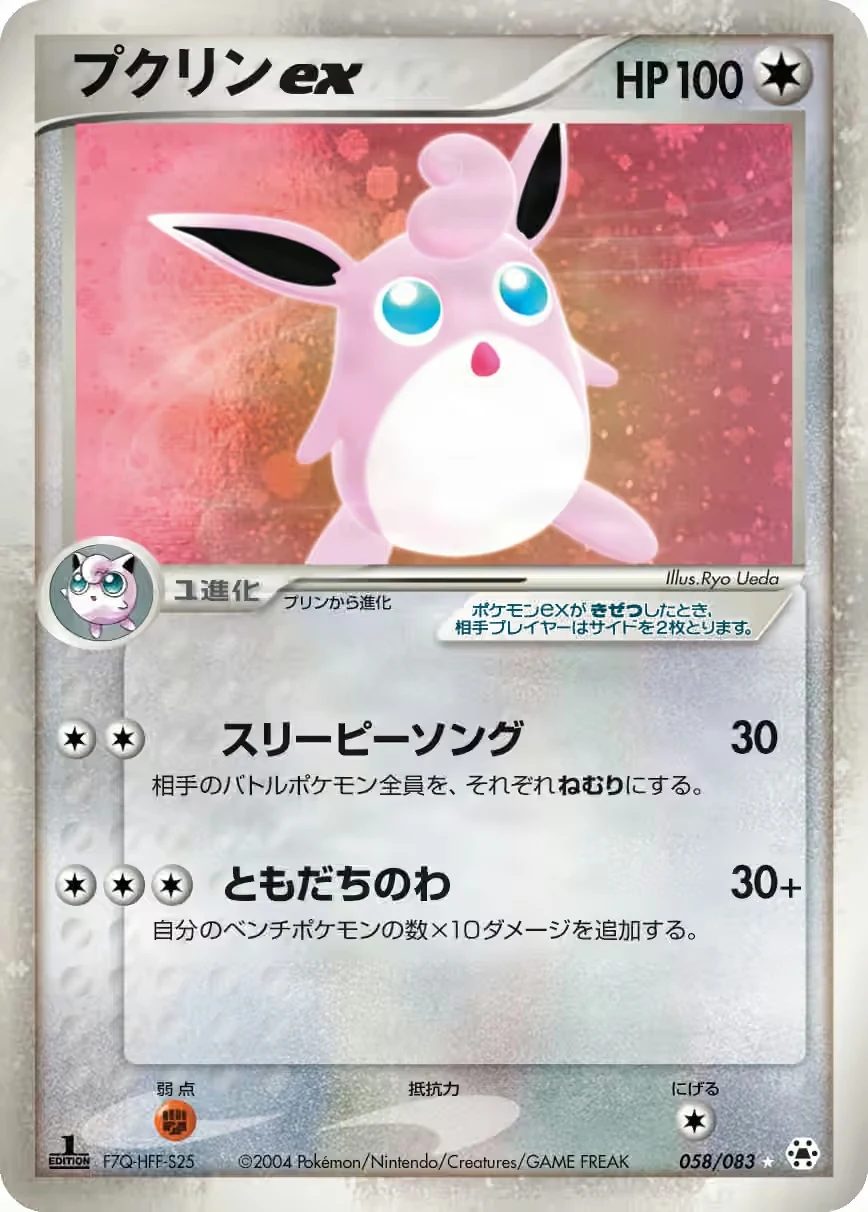 プクリンex HP100
Illus.Ryo Ueda
1進化
プリンから進化
ポケモンexがきぜつしたとき、
相手プレイヤーはサイドを2枚とります。
スリーピーソング 30
相手のバトルポケモン全員を、それぞれねむりにする。
ともだちのわ 30+
自分のベンチポケモンの数×10ダメージを追加する。
弱点 抵抗力 にげる
1 EDITION F7Q-HFF-S25 ©2004 Pokémon/Nintendo/Creatures/GAME FREAK 058/083 ★